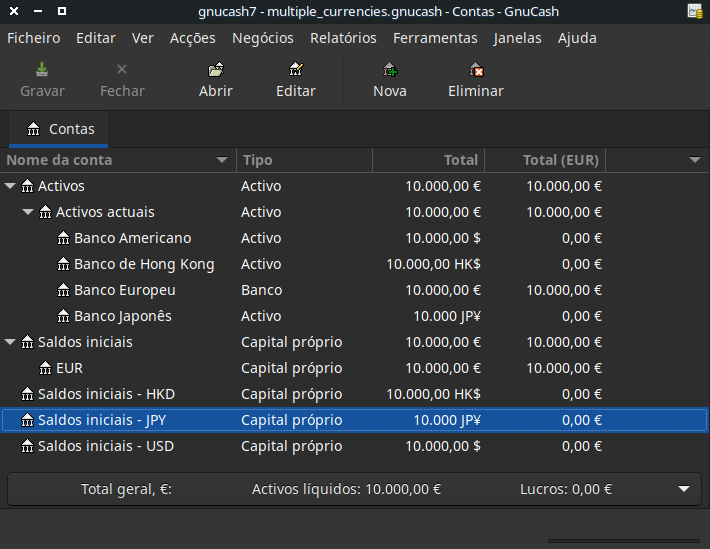 gnucash7 - multiple_currencies.gnucash - Contas - GnuCash
Ficheiro Editar Ver Acções Negócios Relatórios Ferramentas Janelas Ajuda
Gravar Fechar Abrir Editar Nova Eliminar
Contas
Nome da conta Tipo Total Total (EUR)
Activos Activo 10.000,00 € 10.000,00 €
Activos actuais Activo 10.000,00 € 10.000,00 €
Banco Americano Activo 10.000,00 $ 0,00 €
Banco de Hong Kong Activo 10.000,00 HK$ 0,00 €
Banco Europeu Banco 10.000,00 € 10.000,00 €
Banco Japonês Activo 10.000 JP¥ 0,00 €
Saldos iniciais Capital próprio 10.000,00 € 10.000,00 €
EUR Capital próprio 10.000,00 € 10.000,00 €
Saldos iniciais - HKD Capital próprio 10.000,00 HK$ 0,00 €
Saldos iniciais - JPY Capital próprio 10.000 JP¥ 0,00 €
Saldos iniciais - USD Capital próprio 10.000,00 $ 0,00 €
Total geral, €: Activos líquidos: 10.000,00 € Lucros: 0,00 €